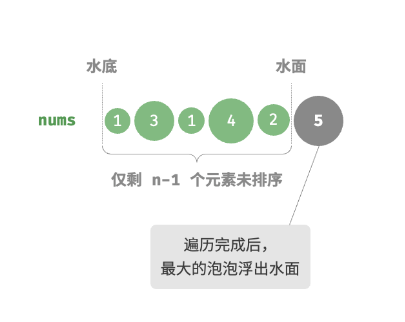 水底 水面
nums 1 3 1 4 2 5
仅剩 n-1 个元素未排序
遍历完成后，
最大的泡泡浮出水面